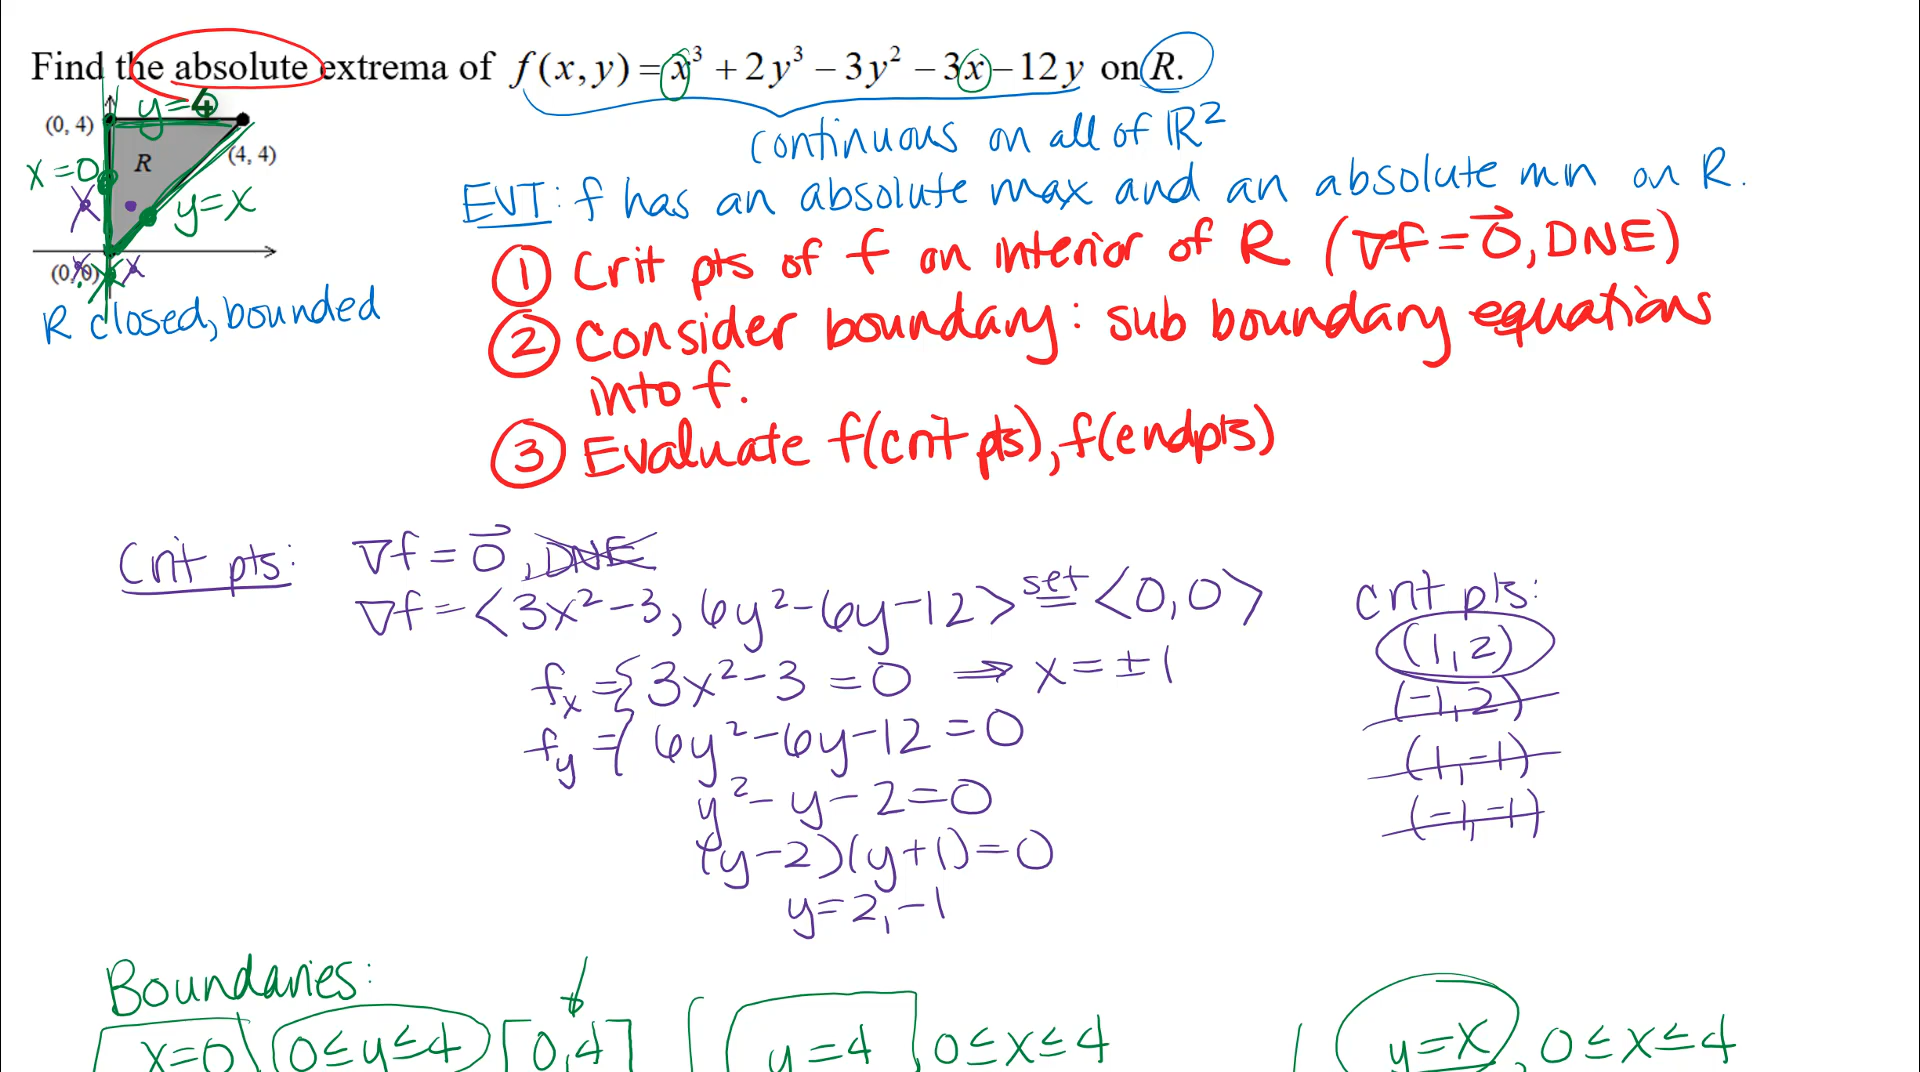 Find the absolute extrema of f(x, y) = x³ + 2y³ − 3y² − 3x − 12y on R.
y=4
(0, 4)
R
(4, 4)
x=0
y=x
(0, 0)
R closed, bounded
continuous on all of ℝ²
EVT: f has an absolute max and an absolute min on R.
① Crit pts of f on interior of R (∇f = 0⃗, DNE)
② Consider boundary: sub boundary equations
into f.
③ Evaluate f(crit pts), f(endpts)
Crit pts: ∇f = 0⃗, DNE
∇f = <3x²-3, 6y²-6y-12> set = <0,0>
fx = { 3x²-3 = 0 ⇒ x = ±1
fy = { 6y²-6y-12 = 0
y²-y-2=0
(y-2)(y+1)=0
y=2,-1
crit pts:
(1,2)
(-1,2)
(1,-1)
(-1,-1)
Boundaries:
x=0, 0≤y≤4 [0,4]
y=4, 0≤x≤4
y=x, 0≤x≤4